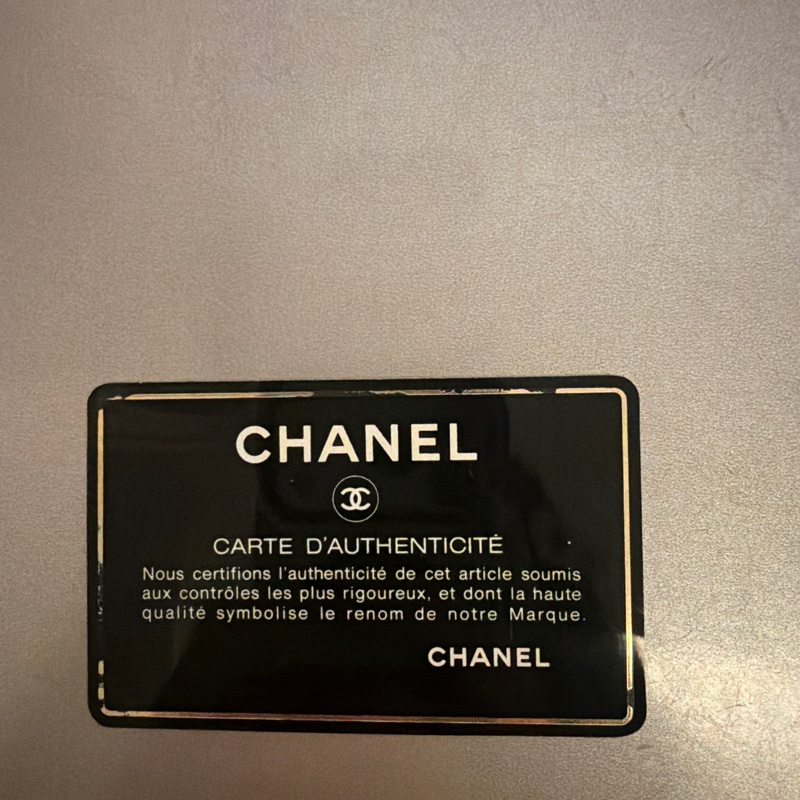 CHANEL
CARTE D'AUTHENTICITÉ
Nous certifions l'authenticité de cet article soumis
aux contrôles les plus rigoureux, et dont la haute
qualité symbolise le renom de notre Marque.
CHANEL